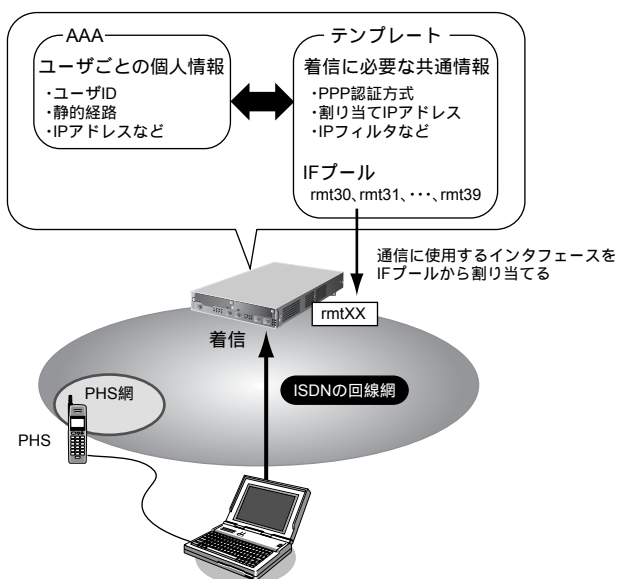 AAA
ユーザごとの個人情報
・ユーザID
・静的経路
・IPアドレスなど
テンプレート
着信に必要な共通情報
・PPP認証方式
・割り当てIPアドレス
・IPフィルタなど
IFプール
rmt30、rmt31、・・・、rmt39
通信に使用するインタフェースを
IFプールから割り当てる
rmtXX
着信
ISDNの回線網
PHS網
PHS